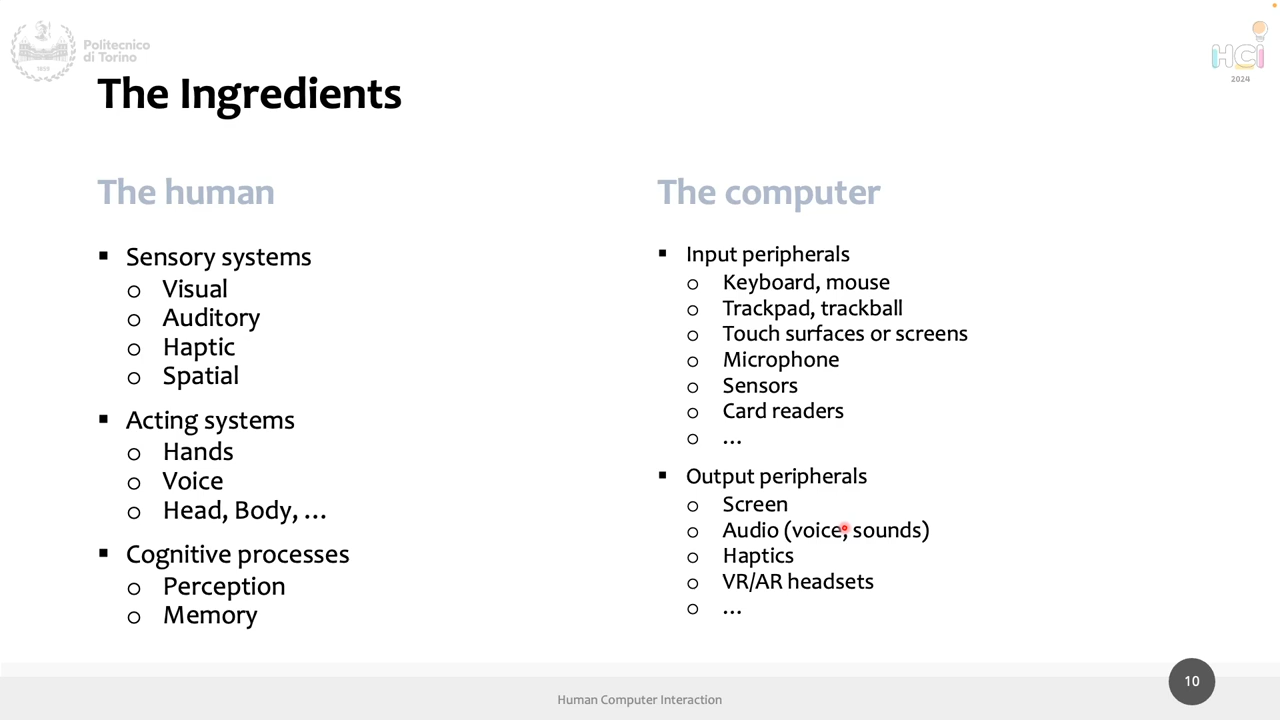 Politecnico
di Torino
1859
HCI
2024
The Ingredients
The human
▪ Sensory systems
o Visual
o Auditory
o Haptic
o Spatial
▪ Acting systems
o Hands
o Voice
o Head, Body, …
▪ Cognitive processes
o Perception
o Memory
The computer
▪ Input peripherals
o Keyboard, mouse
o Trackpad, trackball
o Touch surfaces or screens
o Microphone
o Sensors
o Card readers
o …
▪ Output peripherals
o Screen
o Audio (voice, sounds)
o Haptics
o VR/AR headsets
o …
Human Computer Interaction
10